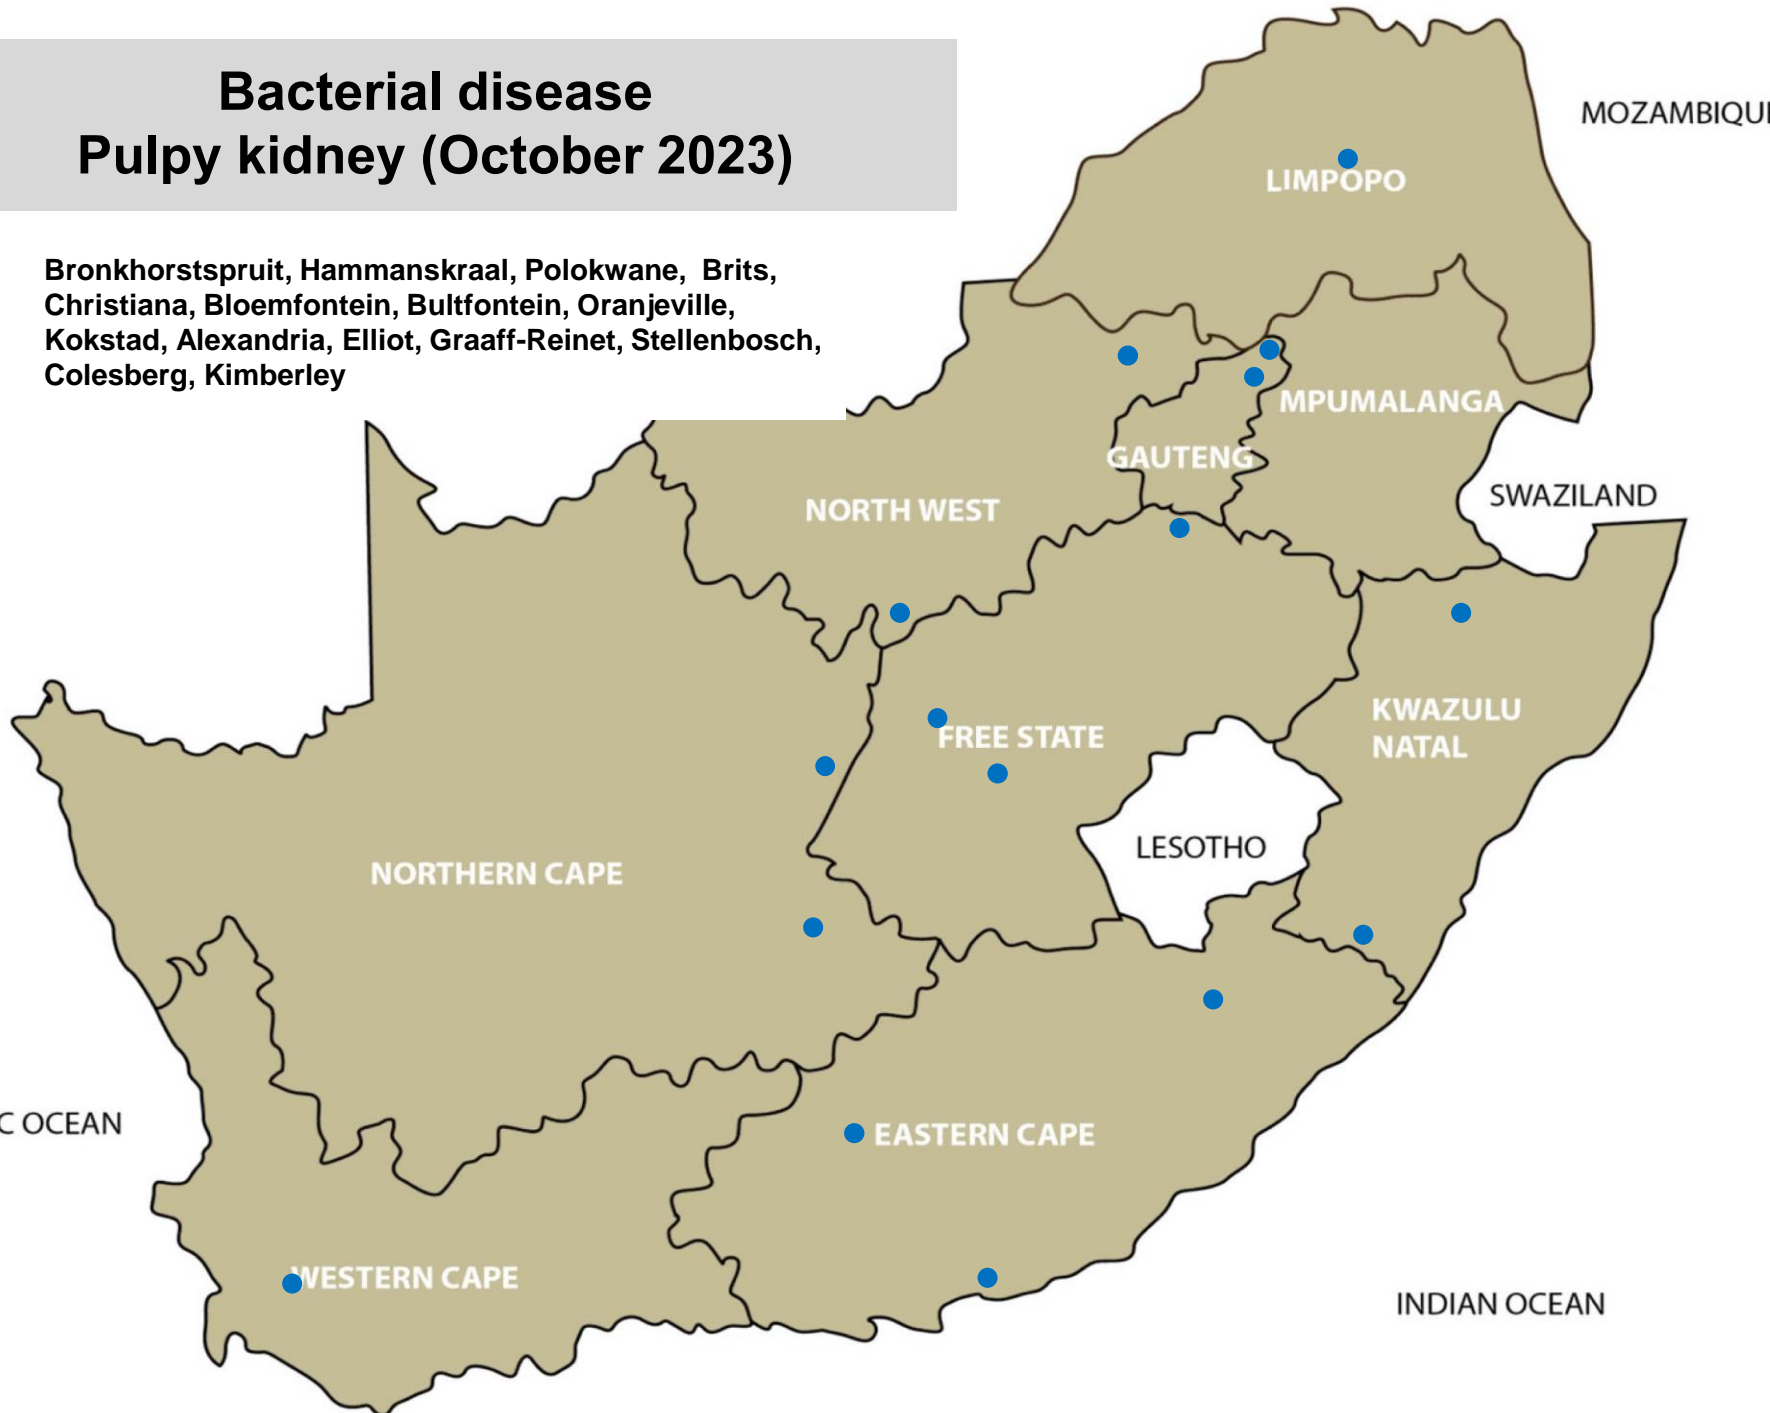 Bacterial disease
Pulpy kidney (October 2023)
Bronkhorstspruit, Hammanskraal, Polokwane, Brits,
Christiana, Bloemfontein, Bultfontein, Oranjeville,
Kokstad, Alexandria, Elliot, Graaff-Reinet, Stellenbosch,
Colesberg, Kimberley
MOZAMBIQUE
LIMPOPO
MPUMALANGA
GAUTENG
SWAZILAND
NORTH WEST
KWAZULU
NATAL
FREE STATE
LESOTHO
NORTHERN CAPE
C OCEAN
EASTERN CAPE
WESTERN CAPE
INDIAN OCEAN